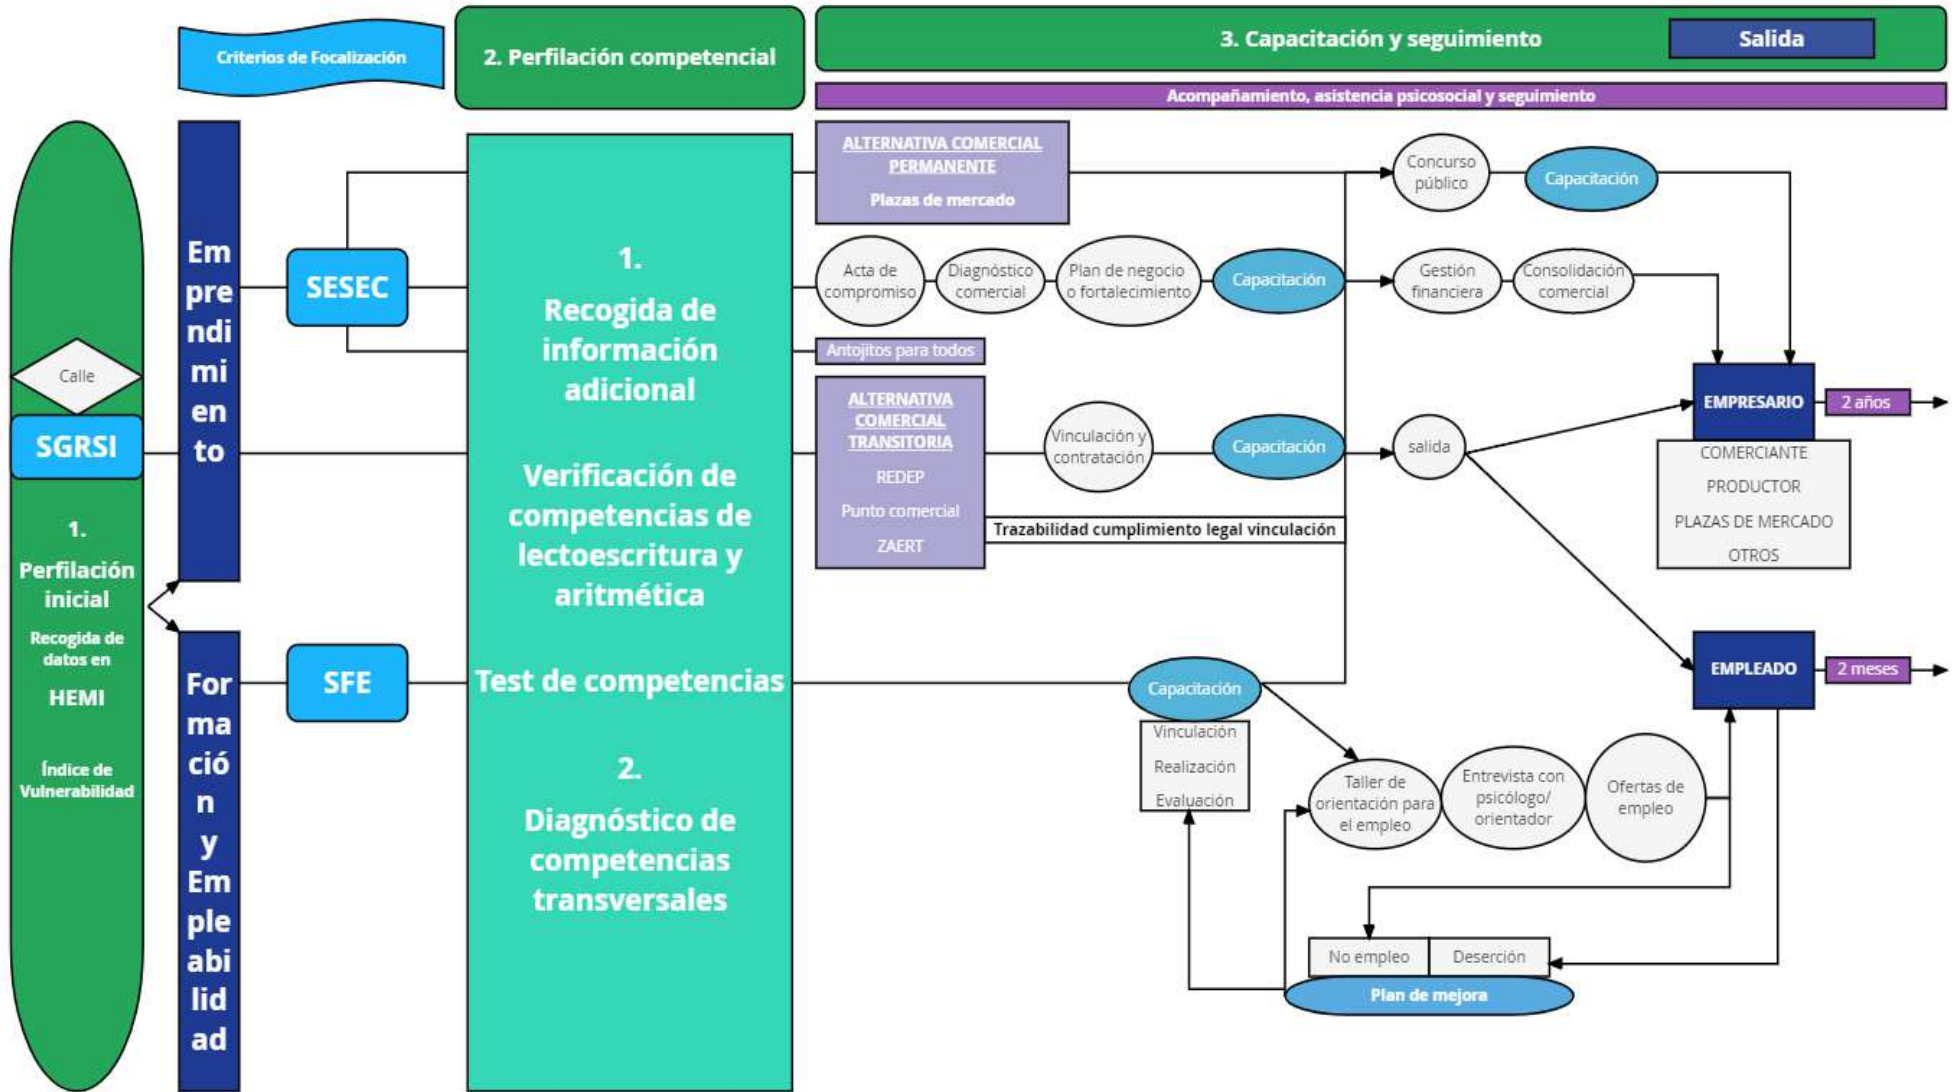 Criterios de Focalización
2. Perfilación competencial
3. Capacitación y seguimiento
Salida
Acompañamiento, asistencia psicosocial y seguimiento
Calle
SGRSI
1.
Perfilación
inicial
Recogida de
datos en
HEMI
Índice de
Vulnerabilidad
Em
pre
ndi
mi
en
to
For
ma
ció
n
y
Em
ple
abi
lid
ad
SESEC
SFE
1.
Recogida de
información
adicional
Verificación de
competencias de
lectoescritura y
aritmética
Test de competencias
2.
Diagnóstico de
competencias
transversales
ALTERNATIVA COMERCIAL
PERMANENTE
Plazas de mercado
Concurso
público
Capacitación
Acta de
compromiso
Diagnóstico
comercial
Plan de negocio
o fortalecimiento
Capacitación
Gestión
financiera
Consolidación
comercial
Antojitos para todos
ALTERNATIVA
COMERCIAL
TRANSITORIA
REDEP
Punto comercial
ZAERT
Vinculación y
contratación
Capacitación
salida
Trazabilidad cumplimiento legal vinculación
EMPRESARIO
2 años
COMERCIANTE
PRODUCTOR
PLAZAS DE MERCADO
OTROS
EMPLEADO
2 meses
Capacitación
Vinculación
Realización
Evaluación
Taller de
orientación para
el empleo
Entrevista con
psicólogo/
orientador
Ofertas de
empleo
No empleo
Deserción
Plan de mejora